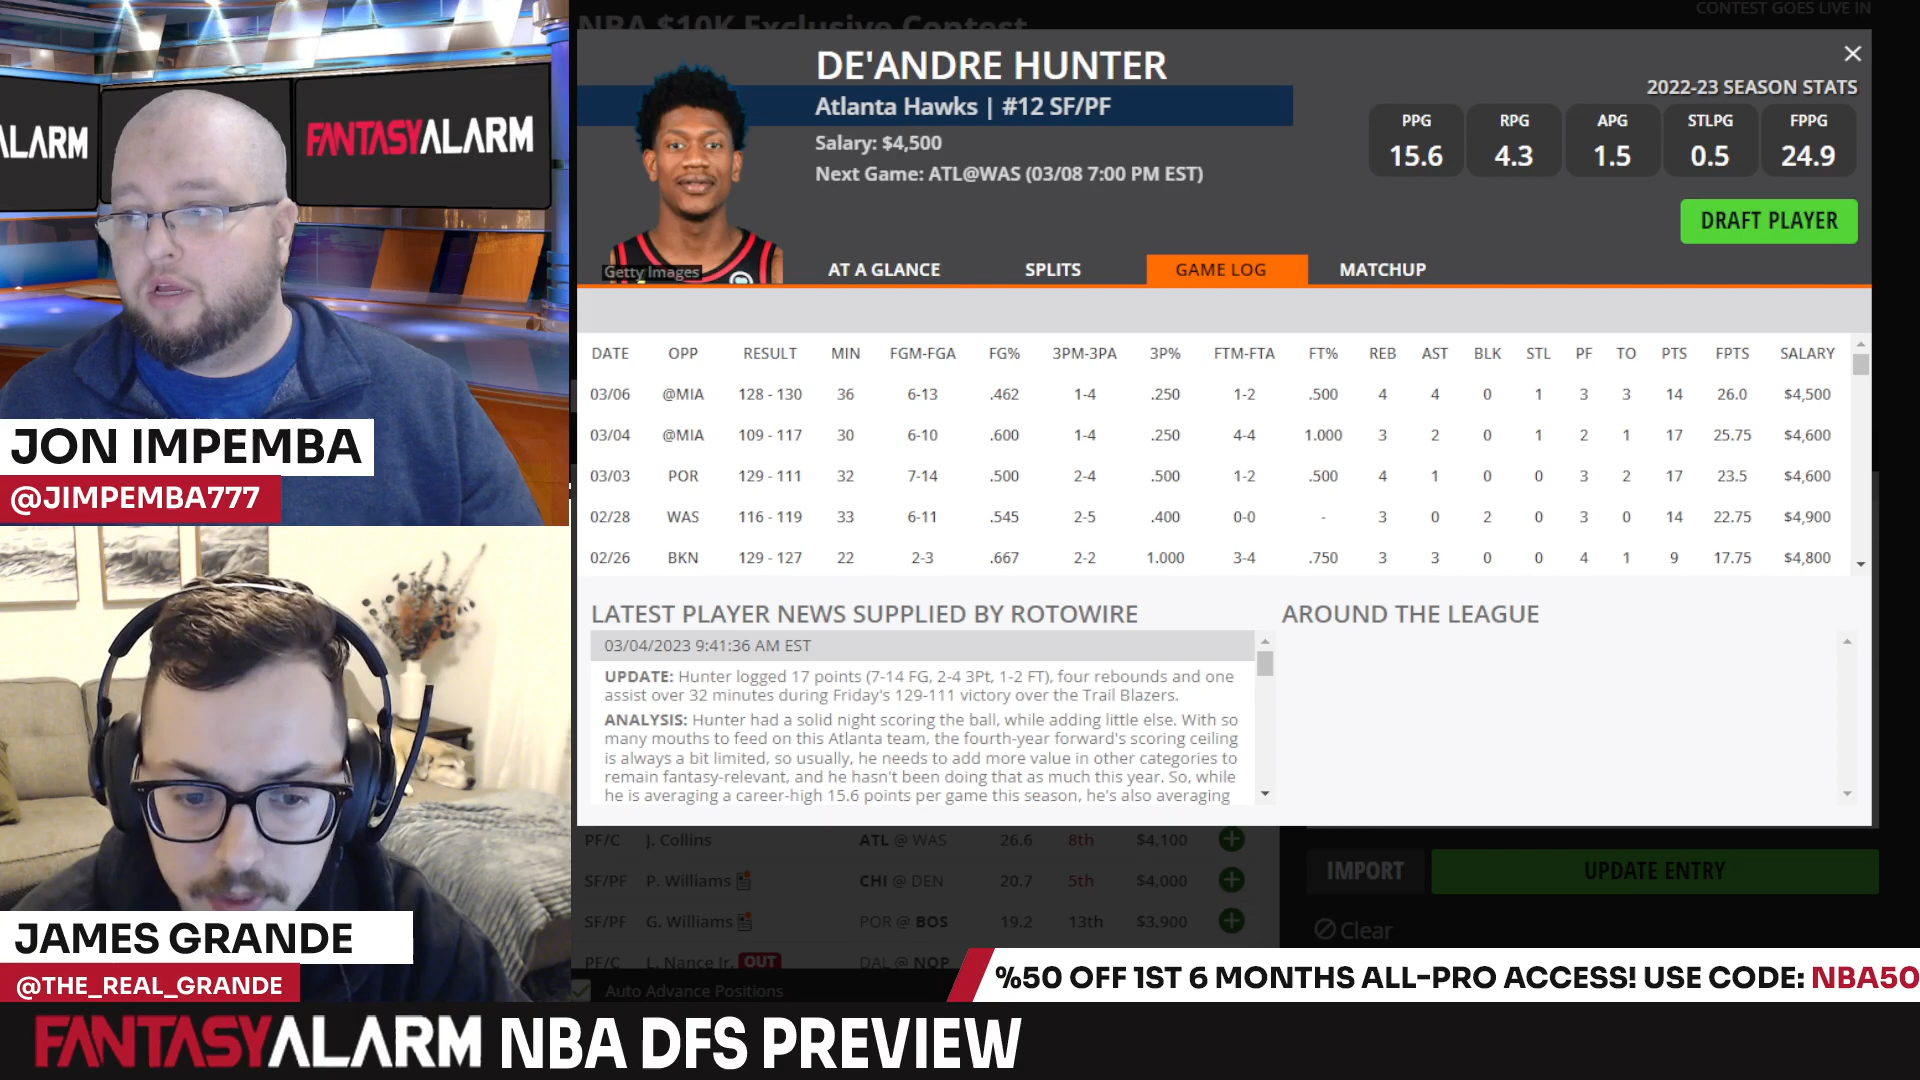 NBA $10K Exclusive Contest
CONTEST GOES LIVE IN
ALARM
FANTASYALARM
JON IMPEMBA
@JIMPEMBA777
JAMES GRANDE
@THE_REAL_GRANDE
DE'ANDRE HUNTER
Atlanta Hawks | #12 SF/PF
Salary: $4,500
Next Game: ATL@WAS (03/08 7:00 PM EST)
Getty Images
2022-23 SEASON STATS
PPG RPG APG STLPG FPPG
15.6 4.3 1.5 0.5 24.9
DRAFT PLAYER
AT A GLANCE SPLITS GAME LOG MATCHUP
DATE OPP RESULT MIN FGM-FGA FG% 3PM-3PA 3P% FTM-FTA FT% REB AST BLK STL PF TO PTS FPTS SALARY
03/06 @MIA 128 - 130 36 6-13 .462 1-4 .250 1-2 .500 4 4 0 1 3 3 14 26.0 $4,500
03/04 @MIA 109 - 117 30 6-10 .600 1-4 .250 4-4 1.000 3 2 0 1 2 1 17 25.75 $4,600
03/03 POR 129 - 111 32 7-14 .500 2-4 .500 1-2 .500 4 1 0 0 3 2 17 23.5 $4,600
02/28 WAS 116 - 119 33 6-11 .545 2-5 .400 0-0 - 3 0 2 0 3 0 14 22.75 $4,900
02/26 BKN 129 - 127 22 2-3 .667 2-2 1.000 3-4 .750 3 3 0 0 4 1 9 17.75 $4,800
LATEST PLAYER NEWS SUPPLIED BY ROTOWIRE
03/04/2023 9:41:36 AM EST
UPDATE: Hunter logged 17 points (7-14 FG, 2-4 3Pt, 1-2 FT), four rebounds and one
assist over 32 minutes during Friday's 129-111 victory over the Trail Blazers.
ANALYSIS: Hunter had a solid night scoring the ball, while adding little else. With so
many mouths to feed on this Atlanta team, the fourth-year forward's scoring ceiling
is always a bit limited, so usually, he needs to add more value in other categories to
remain fantasy-relevant, and he hasn't been doing that as much this year. So, while
he is averaging a career-high 15.6 points per game this season, he's also averaging
AROUND THE LEAGUE
PF/C J. Collins ATL @ WAS 26.6 8th $4,100
SF/PF P. Williams CHI @ DEN 20.7 5th $4,000
SF/PF G. Williams POR @ BOS 19.2 13th $3,900
PF/C L. Nance Jr. OUT DAL @ NOP
Auto Advance Positions
IMPORT UPDATE ENTRY
Clear
%50 OFF 1ST 6 MONTHS ALL-PRO ACCESS! USE CODE: NBA50
FANTASYALARM NBA DFS PREVIEW